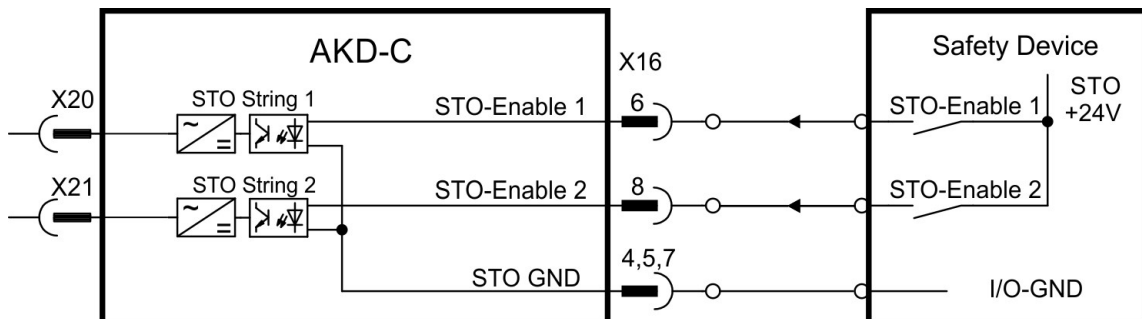 AKD-C
Safety Device
X16
STO
+24V
X20
STO String 1
STO-Enable 1
6
STO-Enable 1
X21
STO String 2
STO-Enable 2
8
STO-Enable 2
STO GND
4,5,7
I/O-GND